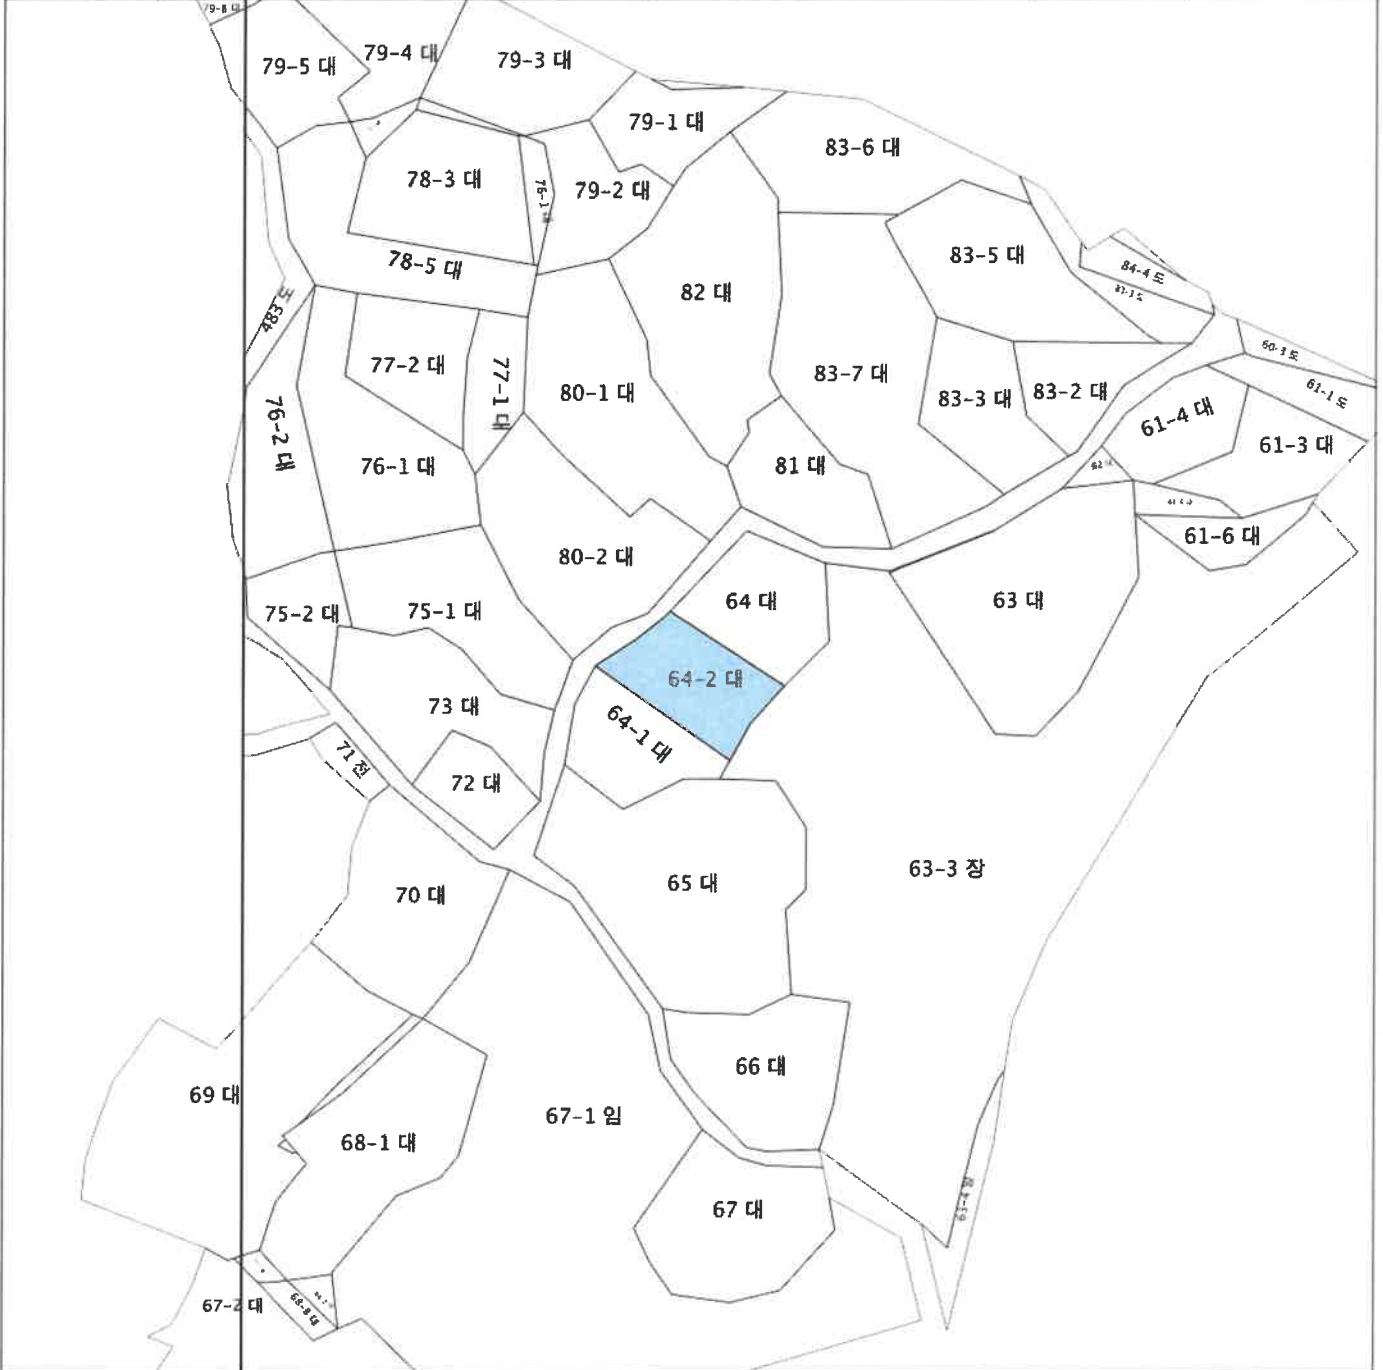 79-5 대
79-4 대
79-3 대
79-1 대
83-6 대
78-3 대
79-2 대
78-5 대
82 대
83-5 대
84-4 도
483 도
77-2 대
77-1 대
80-1 대
83-7 대
83-3 대
83-2 대
60-3 도
61-1 도
61-4 대
61-3 대
76-2 대
76-1 대
81 대
61-6 대
80-2 대
75-2 대
75-1 대
64 대
63 대
64-2 대
73 대
64-1 대
71 전
72 대
70 대
65 대
63-3 장
69 대
68-1 대
67-1 임
66 대
67 대
63-4 장
67-2 대
68-8 대